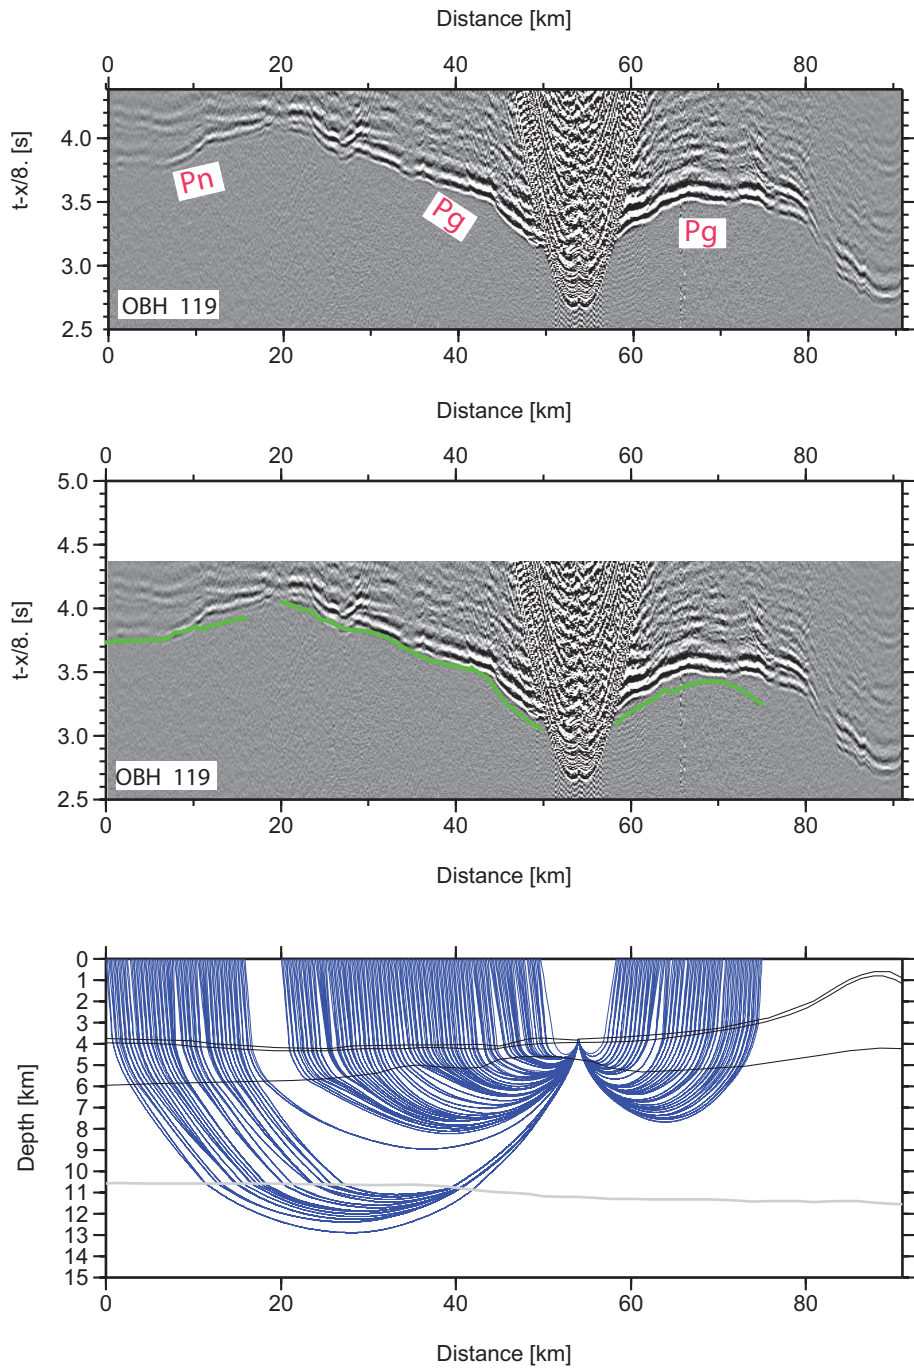 Distance [km]
0 20 40 60 80
t-x/8. [s]
4.0
3.5
3.0
2.5
Pn
Pg
Pg
OBH 119
0 20 40 60 80
Distance [km]
0 20 40 60 80
t-x/8. [s]
5.0
4.5
4.0
3.5
3.0
2.5
OBH 119
0 20 40 60 80
Distance [km]
Depth [km]
0
1
2
3
4
5
6
7
8
9
10
11
12
13
14
15
0 20 40 60 80
Distance [km]